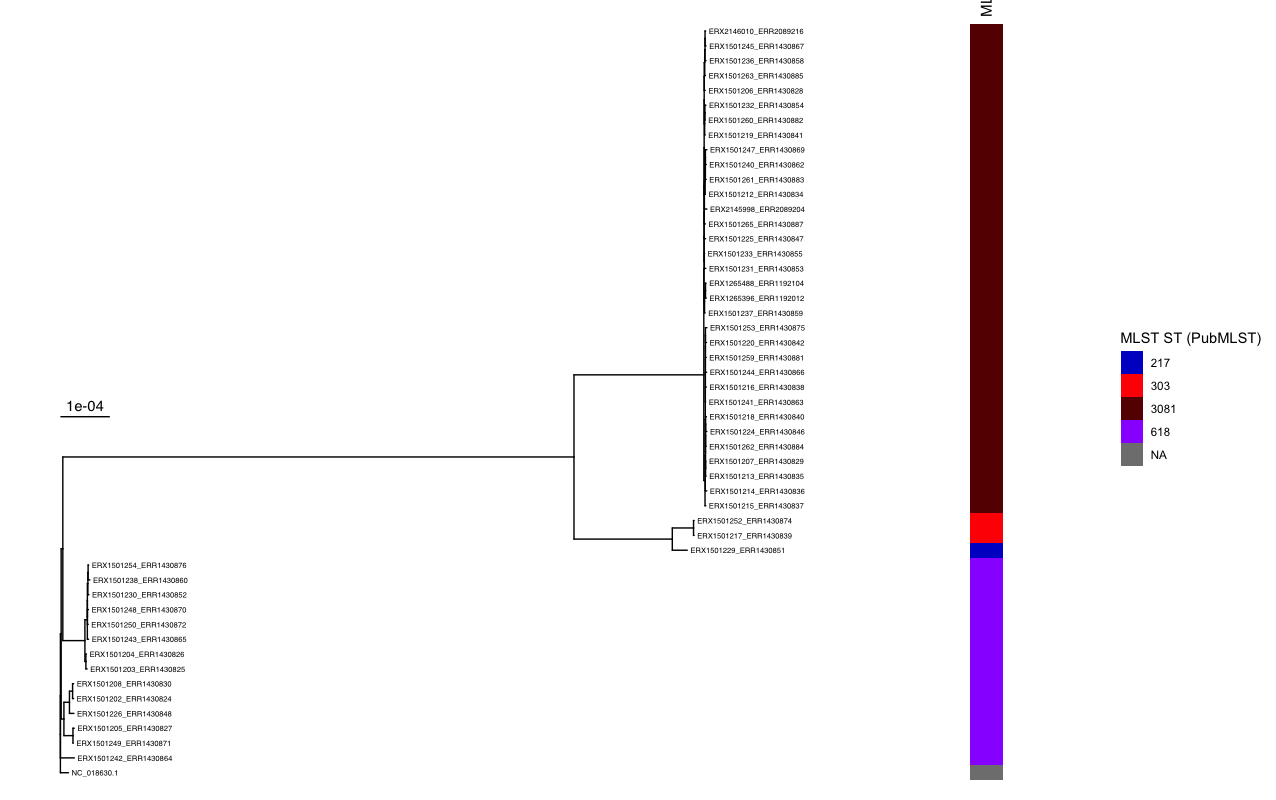 ML
ERX2146010_ERR2089216
ERX1501245_ERR1430867
ERX1501236_ERR1430858
ERX1501263_ERR1430885
ERX1501206_ERR1430828
ERX1501232_ERR1430854
ERX1501260_ERR1430882
ERX1501219_ERR1430841
ERX1501247_ERR1430869
ERX1501240_ERR1430862
ERX1501261_ERR1430883
ERX1501212_ERR1430834
ERX2145998_ERR2089204
ERX1501265_ERR1430887
ERX1501225_ERR1430847
ERX1501233_ERR1430855
ERX1501231_ERR1430853
ERX1265488_ERR1192104
ERX1265396_ERR1192012
ERX1501237_ERR1430859
ERX1501253_ERR1430875
ERX1501220_ERR1430842
ERX1501259_ERR1430881
ERX1501244_ERR1430866
ERX1501216_ERR1430838
ERX1501241_ERR1430863
ERX1501218_ERR1430840
ERX1501224_ERR1430846
ERX1501262_ERR1430884
ERX1501207_ERR1430829
ERX1501213_ERR1430835
ERX1501214_ERR1430836
ERX1501215_ERR1430837
ERX1501252_ERR1430874
ERX1501217_ERR1430839
ERX1501229_ERR1430851
ERX1501254_ERR1430876
ERX1501238_ERR1430860
ERX1501230_ERR1430852
ERX1501248_ERR1430870
ERX1501250_ERR1430872
ERX1501243_ERR1430865
ERX1501204_ERR1430826
ERX1501203_ERR1430825
ERX1501208_ERR1430830
ERX1501202_ERR1430824
ERX1501226_ERR1430848
ERX1501205_ERR1430827
ERX1501249_ERR1430871
ERX1501242_ERR1430864
NC_018630.1
1e-04
MLST ST (PubMLST)
217
303
3081
618
NA